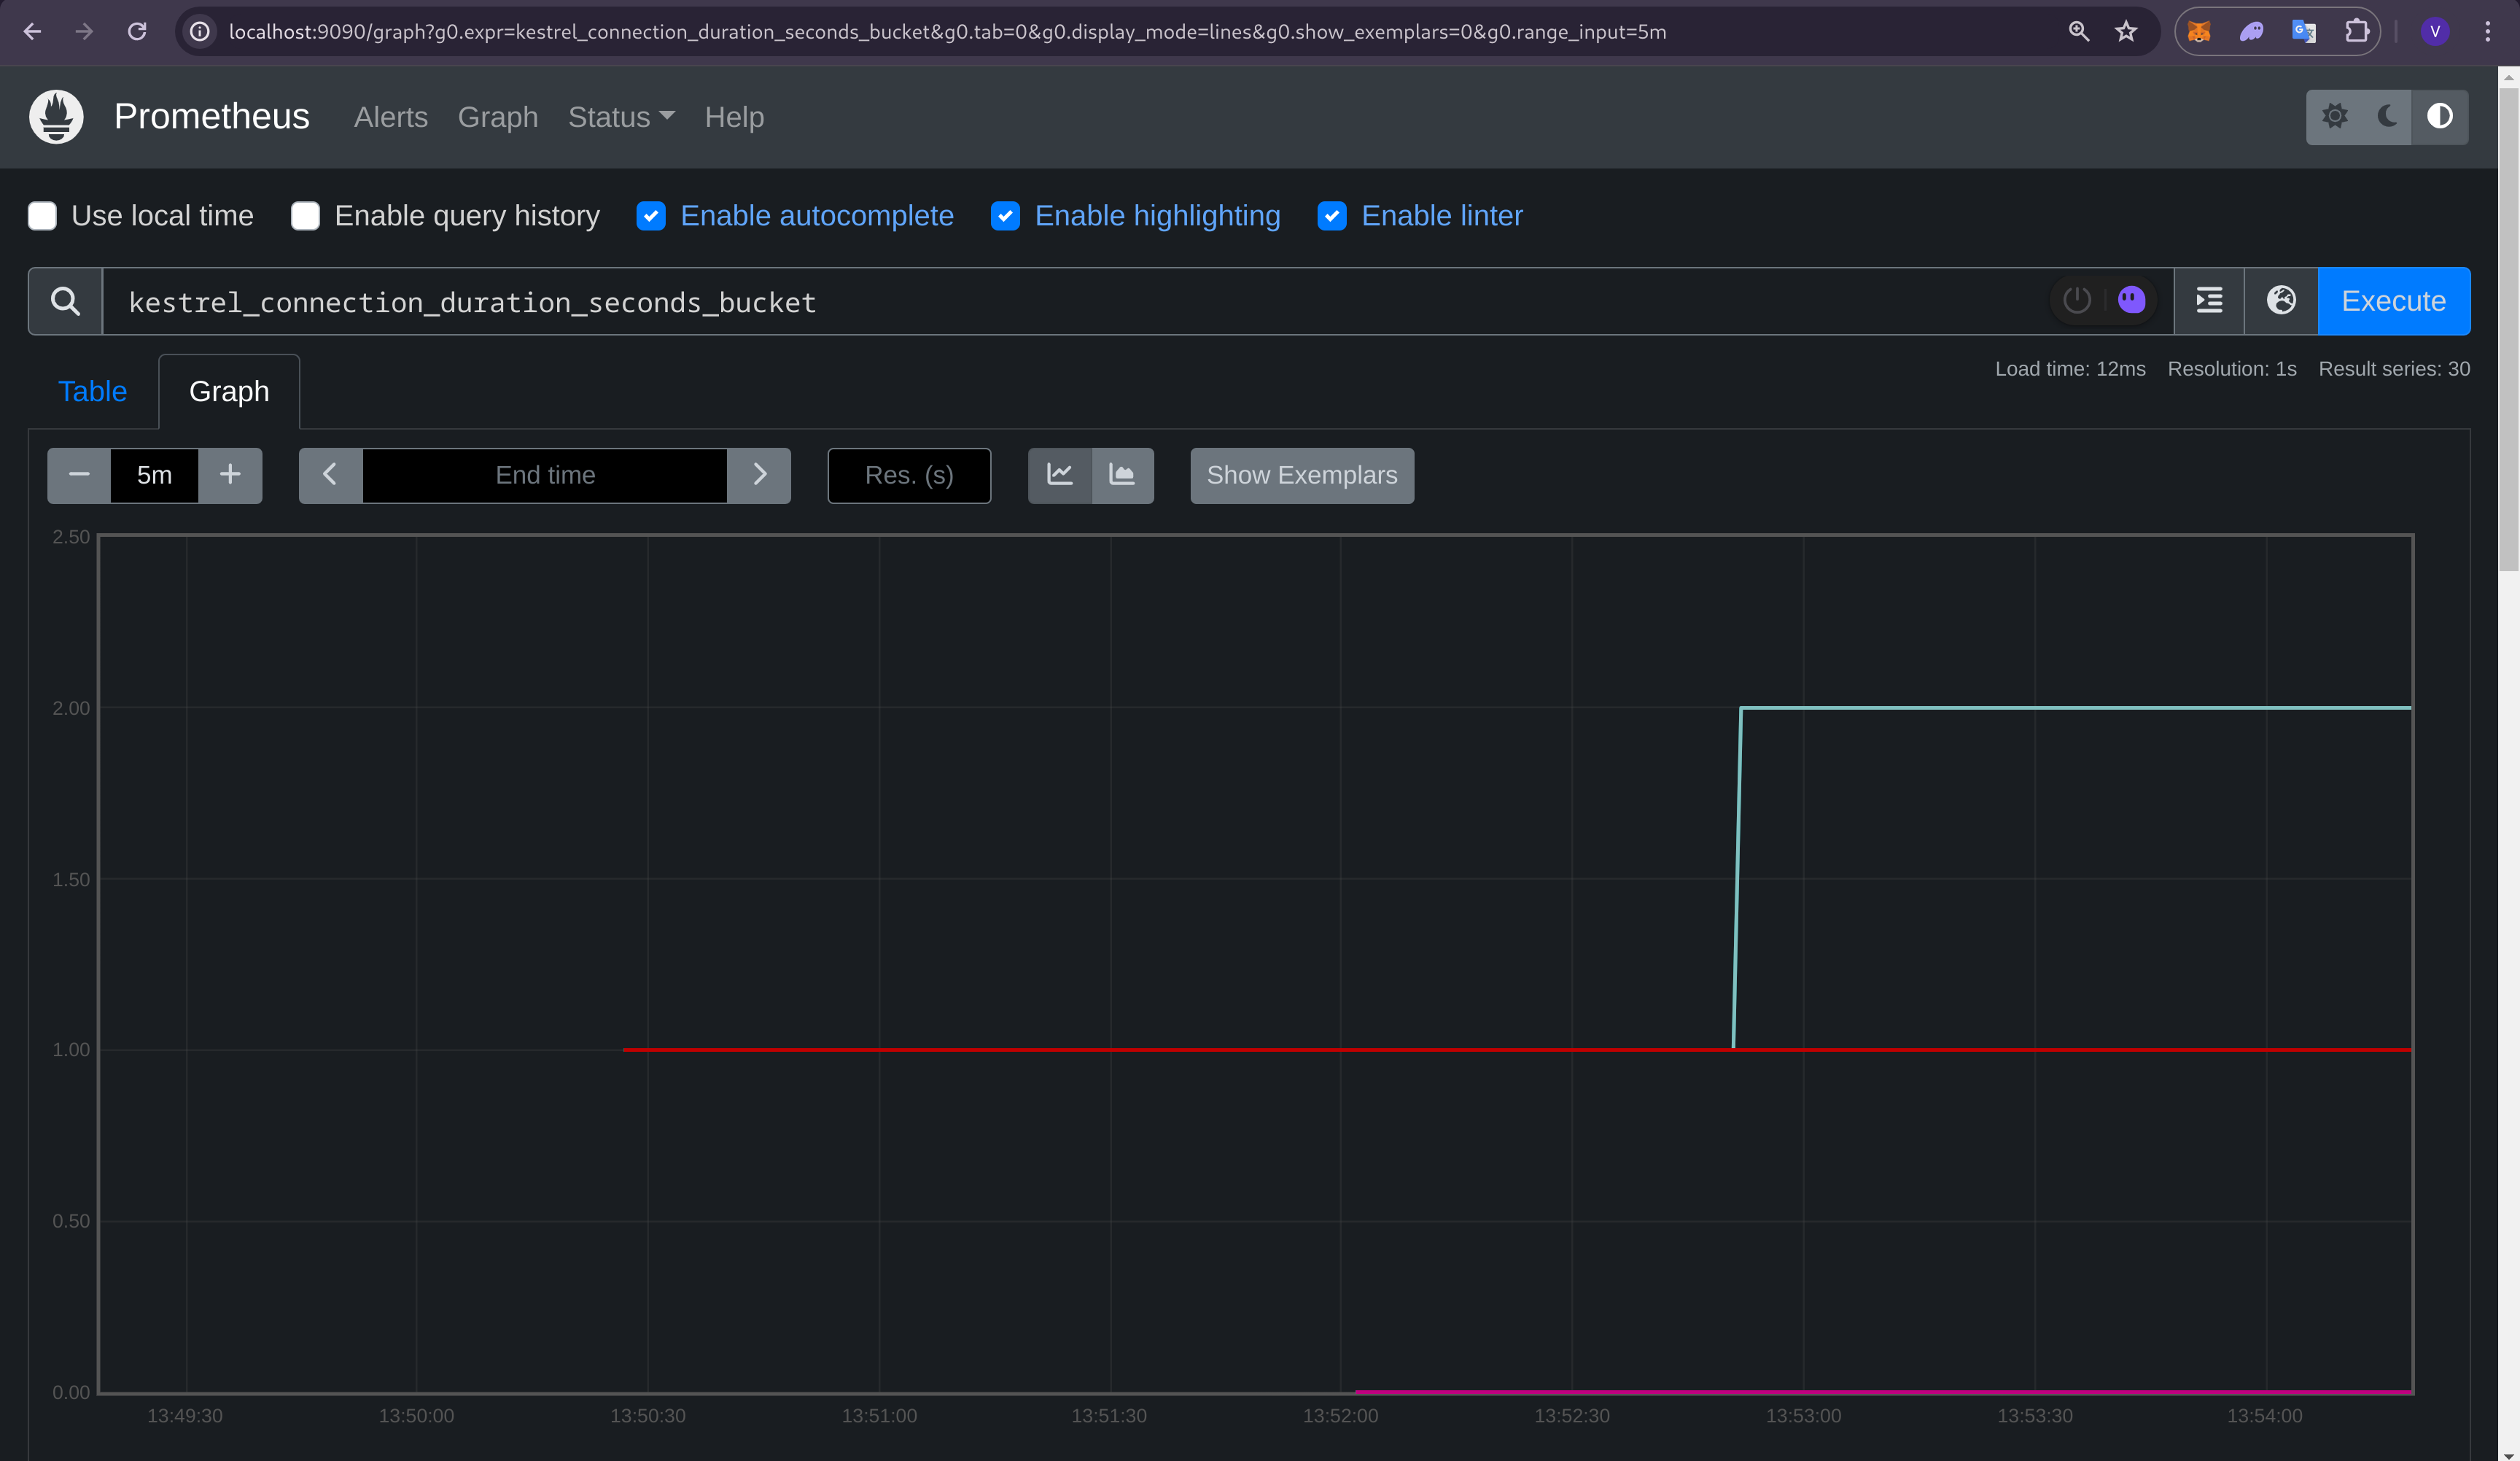 localhost:9090/graph?g0.expr=kestrel_connection_duration_seconds_bucket&g0.tab=0&g0.display_mode=lines&g0.show_exemplars=0&g0.range_input=5m
V
Prometheus Alerts Graph Status Help
Use local time Enable query history Enable autocomplete Enable highlighting Enable linter
kestrel_connection_duration_seconds_bucket Execute
Load time: 12ms Resolution: 1s Result series: 30
Table Graph
5m End time Res. (s) Show Exemplars
2.50
2.00
1.50
1.00
0.50
0.00
13:49:30 13:50:00 13:50:30 13:51:00 13:51:30 13:52:00 13:52:30 13:53:00 13:53:30 13:54:00